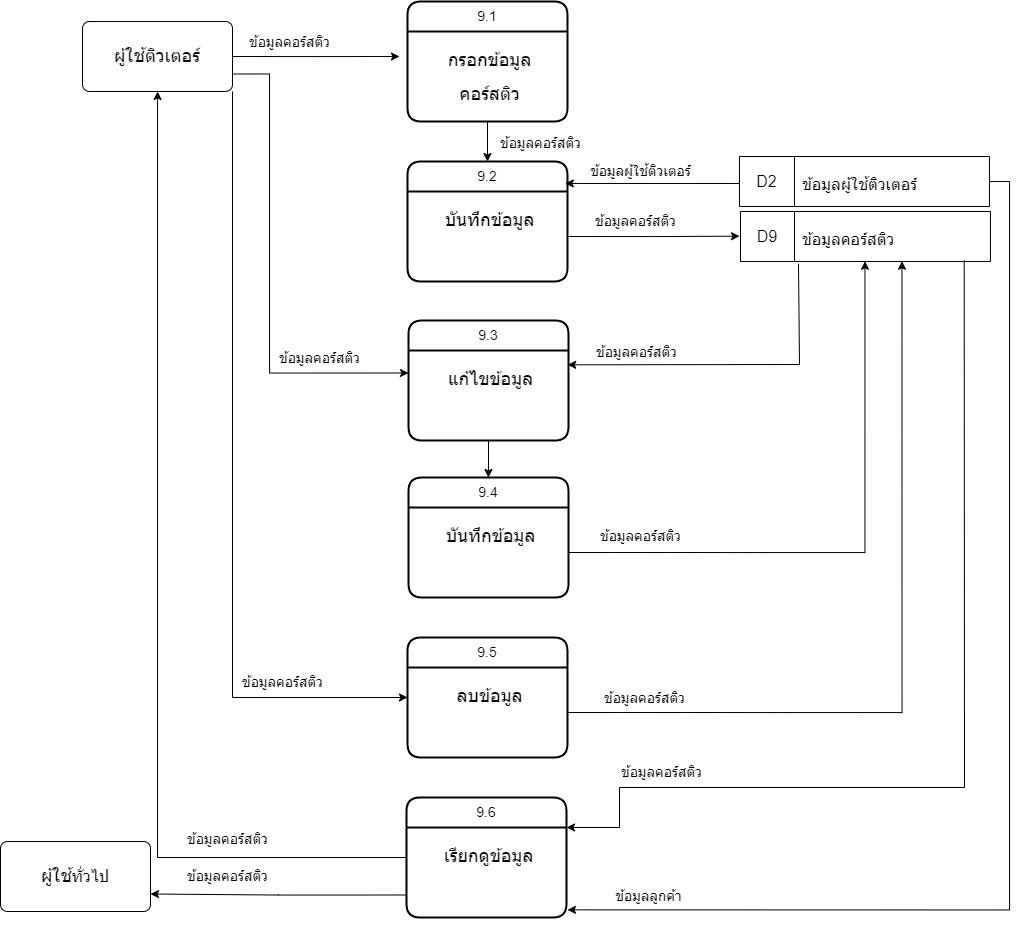 9.1
ผู้ใช้ติวเตอร์
ข้อมูลคอร์สติว
กรอกข้อมูล
คอร์สติว
ข้อมูลคอร์สติว
9.2
ข้อมูลผู้ใช้ติวเตอร์
D2
ข้อมูลผู้ใช้ติวเตอร์
บันทึกข้อมูล
ข้อมูลคอร์สติว
D9
ข้อมูลคอร์สติว
9.3
ข้อมูลคอร์สติว
ข้อมูลคอร์สติว
แก้ไขข้อมูล
9.4
บันทึกข้อมูล
ข้อมูลคอร์สติว
9.5
ข้อมูลคอร์สติว
ลบข้อมูล
ข้อมูลคอร์สติว
ข้อมูลคอร์สติว
9.6
ข้อมูลคอร์สติว
เรียกดูข้อมูล
ผู้ใช้ทั่วไป
ข้อมูลคอร์สติว
ข้อมูลลูกค้า